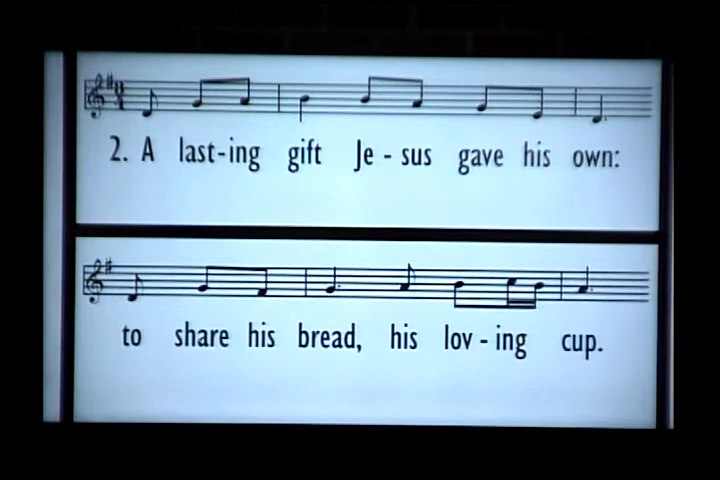 2. A last-ing gift Je - sus gave his own:
to share his bread, his lov - ing cup.